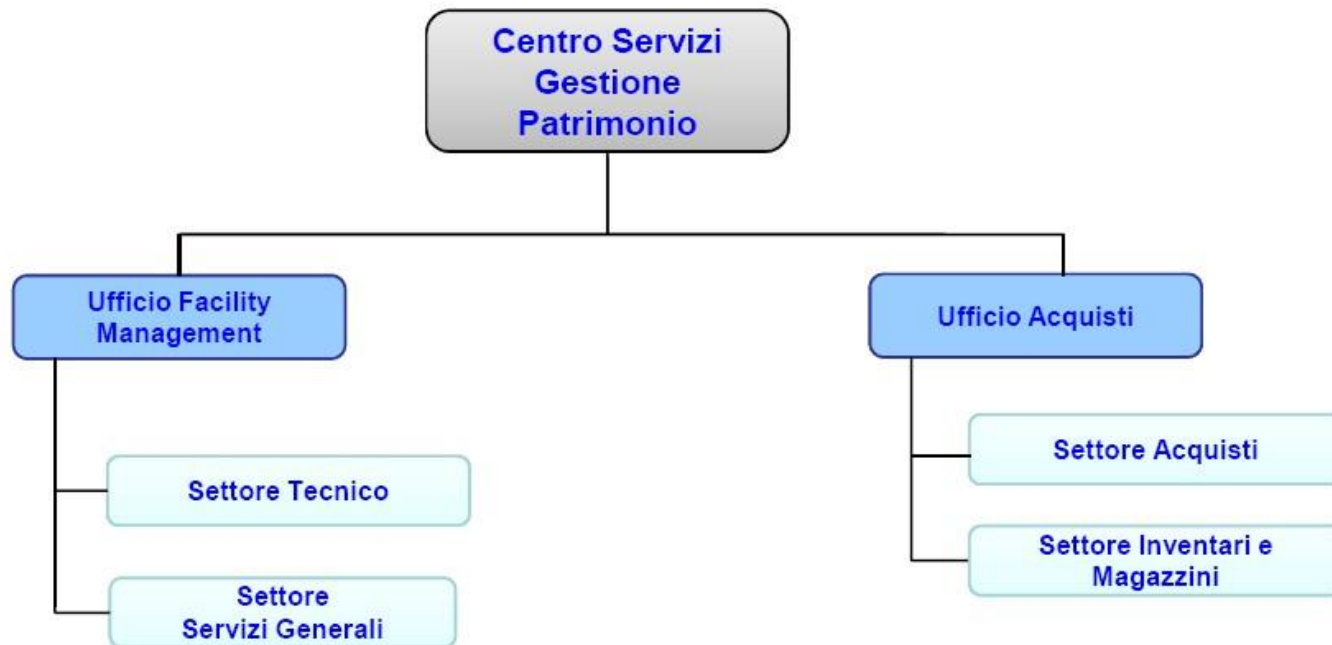 Centro Servizi
Gestione
Patrimonio
Ufficio Facility
Management
Ufficio Acquisti
Settore Tecnico
Settore
Servizi Generali
Settore Acquisti
Settore Inventari e
Magazzini